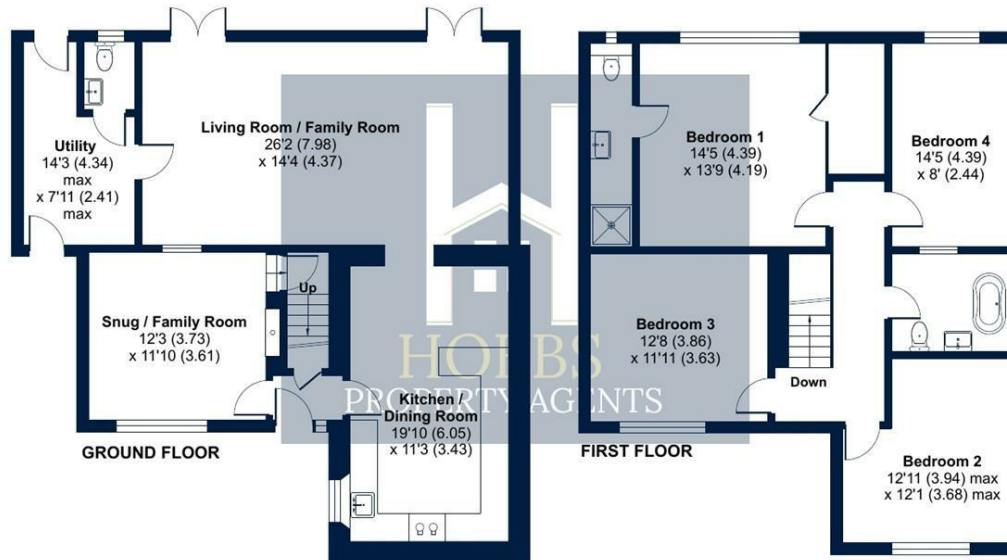 Utility
14'3 (4.34)
max
x 7'11 (2.41)
max
Living Room / Family Room
26'2 (7.98)
x 14'4 (4.37)
Snug / Family Room
12'3 (3.73)
x 11'10 (3.61)
Up
Kitchen /
Dining Room
19'10 (6.05)
x 11'3 (3.43)
GROUND FLOOR
HOBBS
PROPERTY AGENTS
Bedroom 1
14'5 (4.39)
x 13'9 (4.19)
Bedroom 4
14'5 (4.39)
x 8' (2.44)
Bedroom 3
12'8 (3.86)
x 11'11 (3.63)
Down
Bedroom 2
12'11 (3.94) max
x 12'1 (3.68) max
FIRST FLOOR